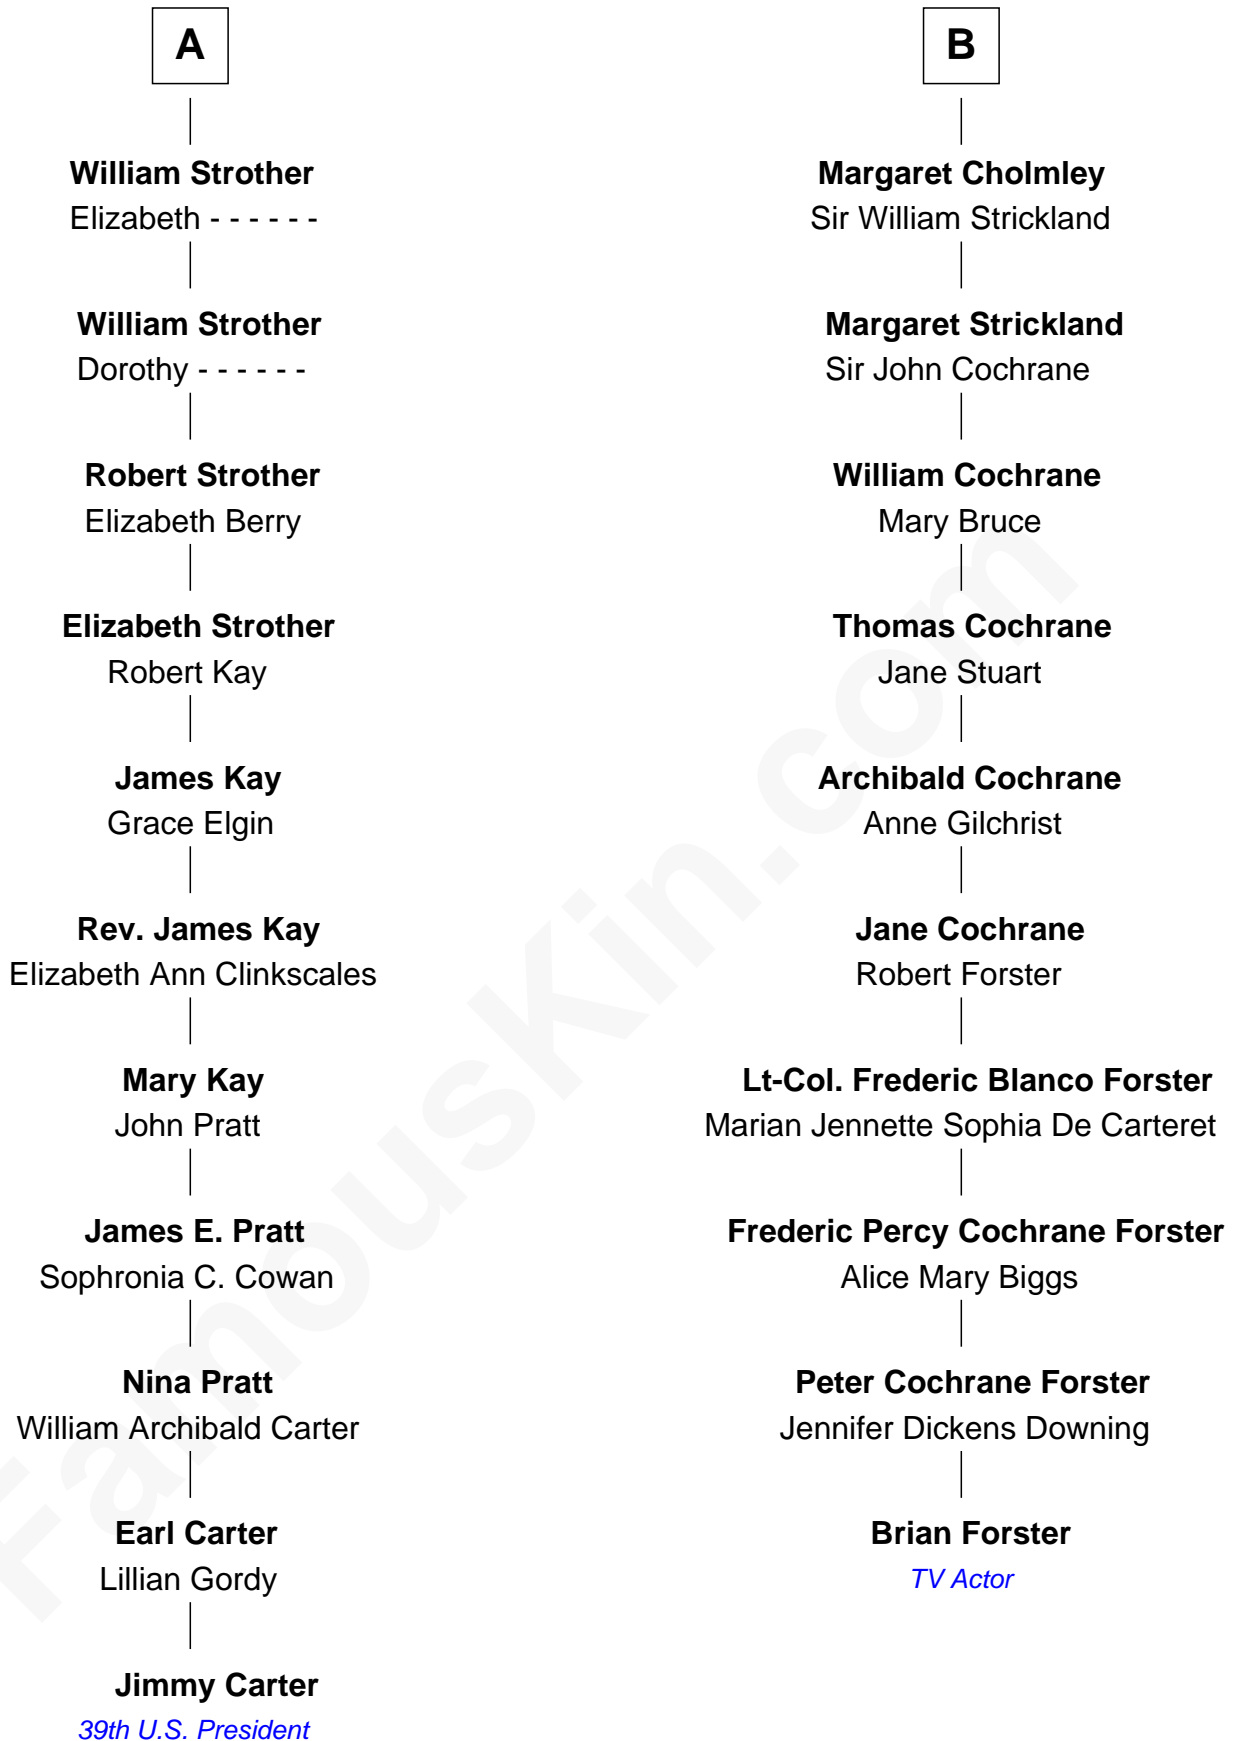 A
William Strother
Elizabeth - - - - - -
William Strother
Dorothy - - - - - -
Robert Strother
Elizabeth Berry
Elizabeth Strother
Robert Kay
James Kay
Grace Elgin
Rev. James Kay
Elizabeth Ann Clinkscales
Mary Kay
John Pratt
James E. Pratt
Sophronia C. Cowan
Nina Pratt
William Archibald Carter
Earl Carter
Lillian Gordy
Jimmy Carter
39th U.S. President
B
Margaret Cholmley
Sir William Strickland
Margaret Strickland
Sir John Cochrane
William Cochrane
Mary Bruce
Thomas Cochrane
Jane Stuart
Archibald Cochrane
Anne Gilchrist
Jane Cochrane
Robert Forster
Lt-Col. Frederic Blanco Forster
Marian Jennette Sophia De Carteret
Frederic Percy Cochrane Forster
Alice Mary Biggs
Peter Cochrane Forster
Jennifer Dickens Downing
Brian Forster
TV Actor
FamousKin.com